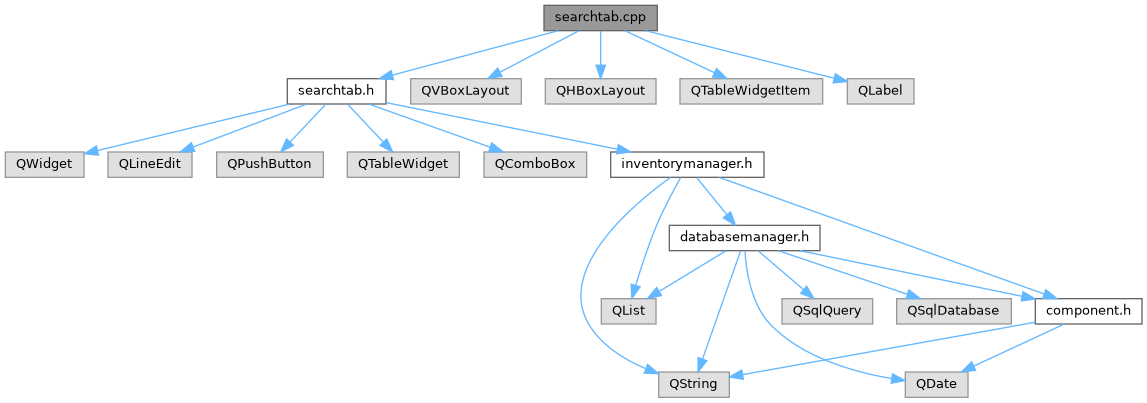 searchtab.cpp
searchtab.h
QVBoxLayout
QHBoxLayout
QTableWidgetItem
QLabel
QWidget
QLineEdit
QPushButton
QTableWidget
QComboBox
inventorymanager.h
databasemanager.h
QList
QSqlQuery
QSqlDatabase
component.h
QString
QDate